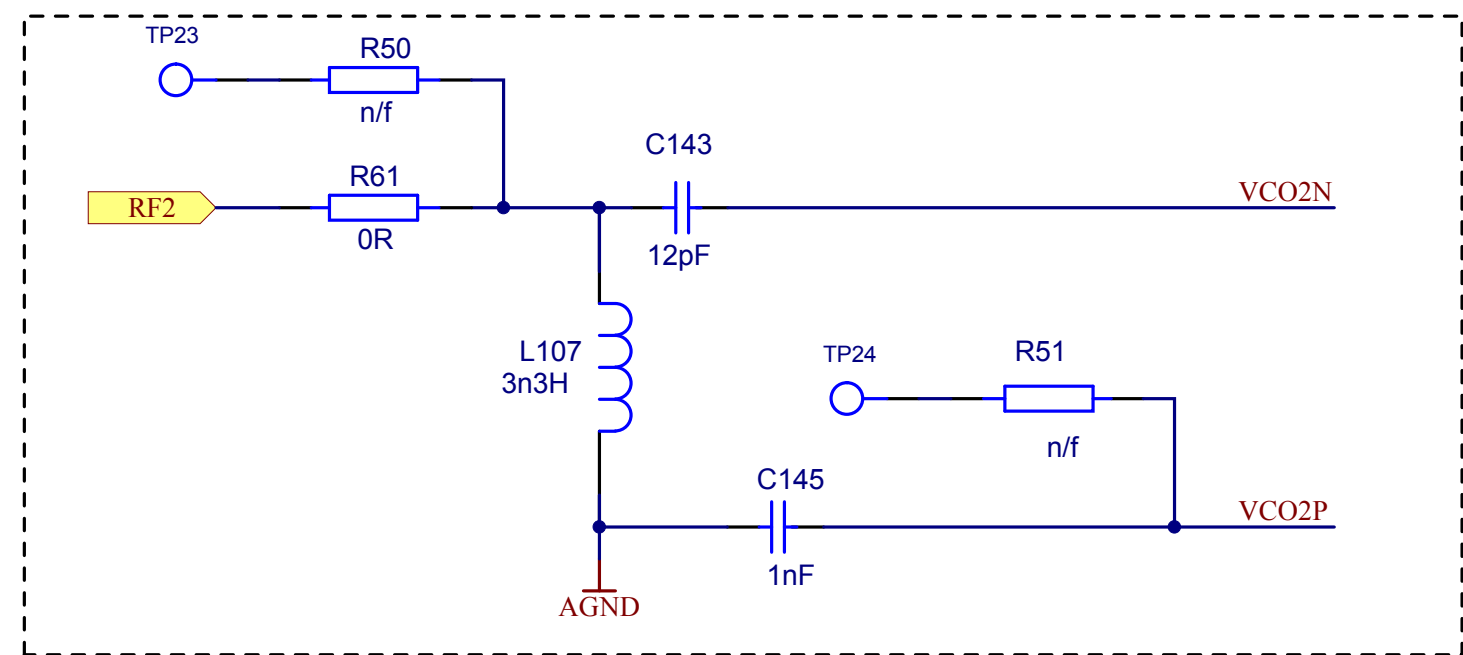 TP23
R50
n/f
C143
R61
RF2
VCO2N
0R
12pF
L107
3n3H
TP24
R51
n/f
C145
VCO2P
1nF
AGND